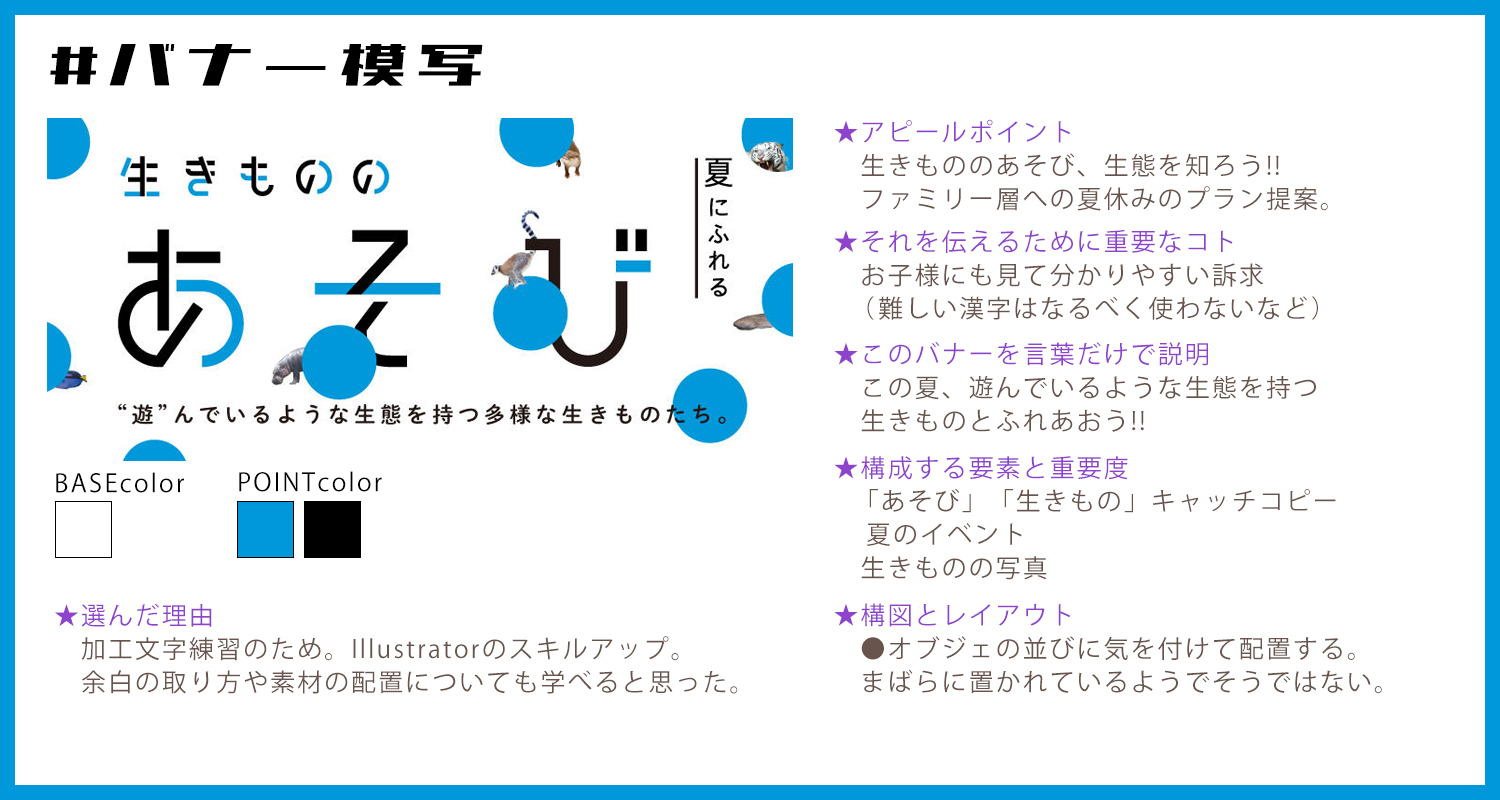 #バナー模写
生きものの
あそび
夏にふれる
“遊”んでいるような生態を持つ多様な生きものたち。
BASEcolor
POINTcolor
★選んだ理由
加工文字練習のため。Illustratorのスキルアップ。
余白の取り方や素材の配置についても学べると思った。
★アピールポイント
生きもののあそび、生態を知ろう!!
ファミリー層への夏休みのプラン提案。
★それを伝えるために重要なコト
お子様にも見て分かりやすい訴求
（難しい漢字はなるべく使わないなど）
★このバナーを言葉だけで説明
この夏、遊んでいるような生態を持つ
生きものとふれあおう!!
★構成する要素と重要度
「あそび」「生きもの」キャッチコピー
夏のイベント
生きものの写真
★構図とレイアウト
●オブジェの並びに気を付けて配置する。
まばらに置かれているようでそうではない。